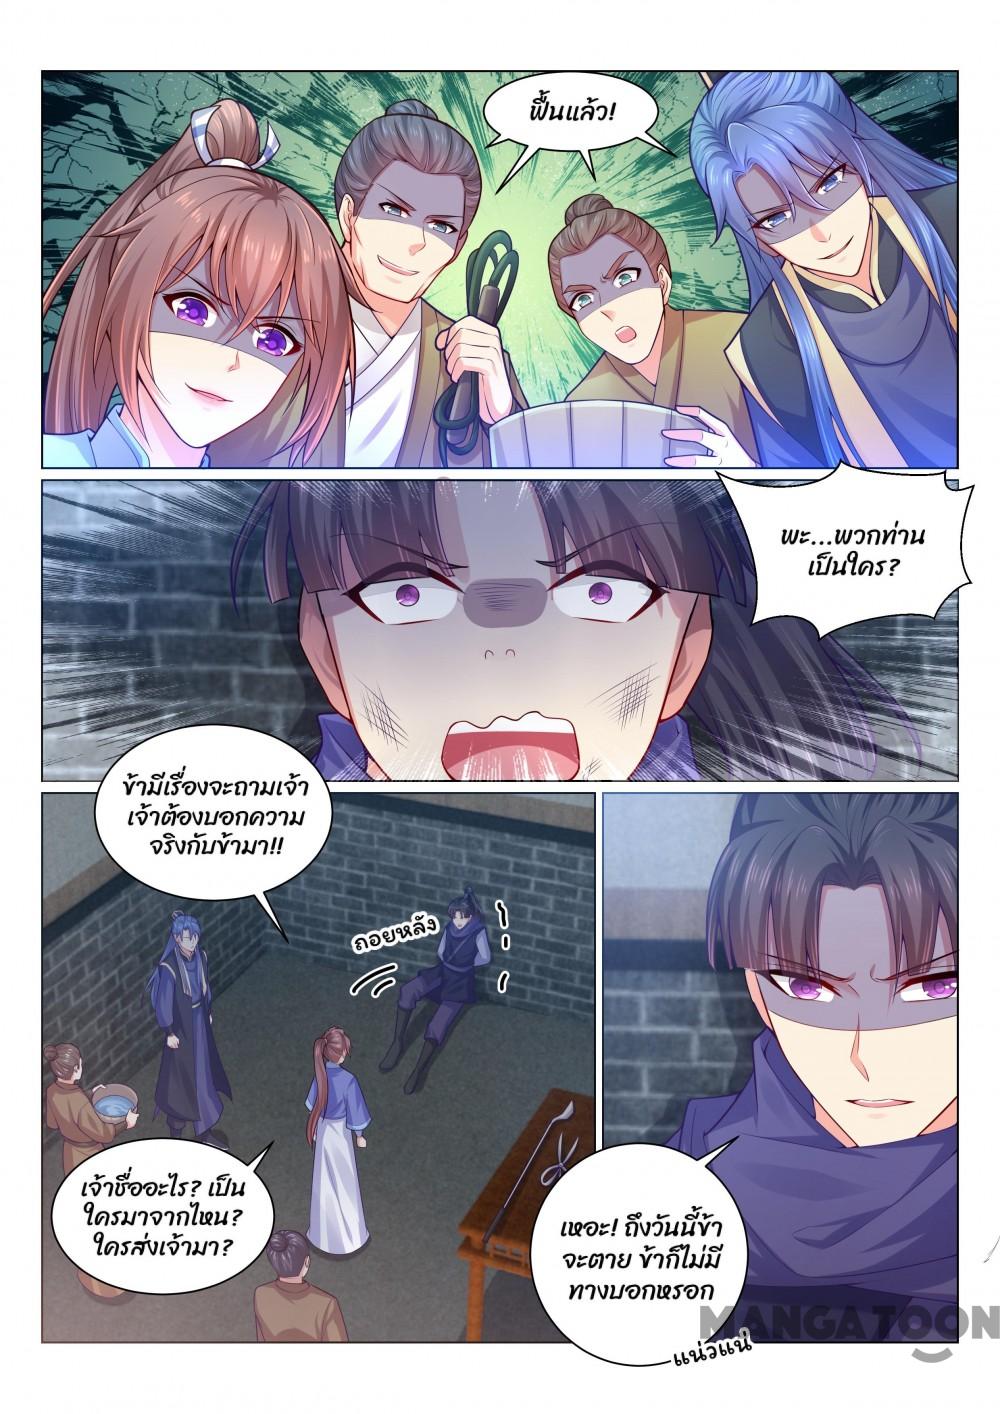 ฟื้นแล้ว!
พะ...พวกท่าน
เป็นใคร?
ข้ามีเรื่องจะถามเจ้า
เจ้าต้องบอกความ
จริงกับข้ามา!!
ถอยหลัง
เจ้าชื่ออะไร? เป็น
ใครมาจากไหน?
ใครส่งเจ้ามา?
เหอะ! ถึงวันนี้ข้า
จะตาย ข้าก็ไม่มี
ทางบอกหรอก
แน่วแน่
MANGATOON